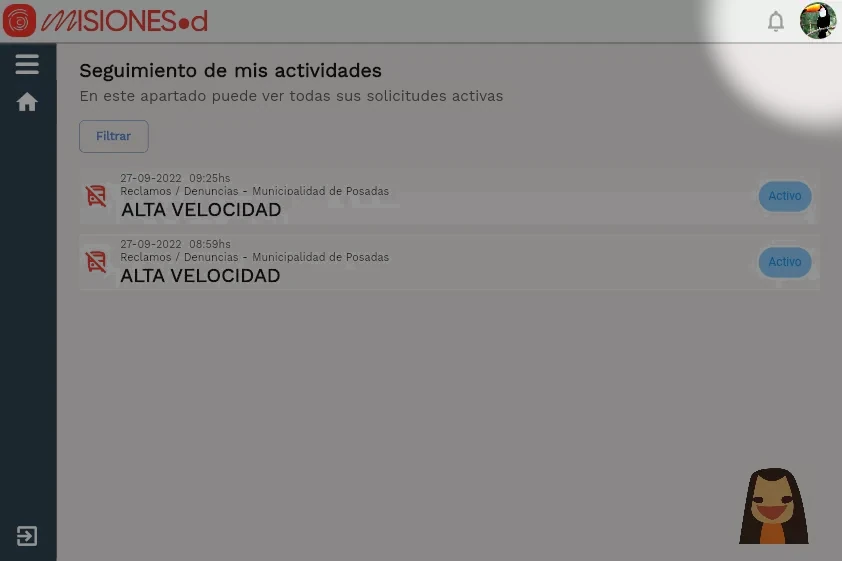 MISIONES•d
Seguimiento de mis actividades
En este apartado puede ver todas sus solicitudes activas
Filtrar
27-09-2022 09:25hs
Reclamos / Denuncias - Municipalidad de Posadas
ALTA VELOCIDAD
Activo
27-09-2022 08:59hs
Reclamos / Denuncias - Municipalidad de Posadas
ALTA VELOCIDAD
Activo